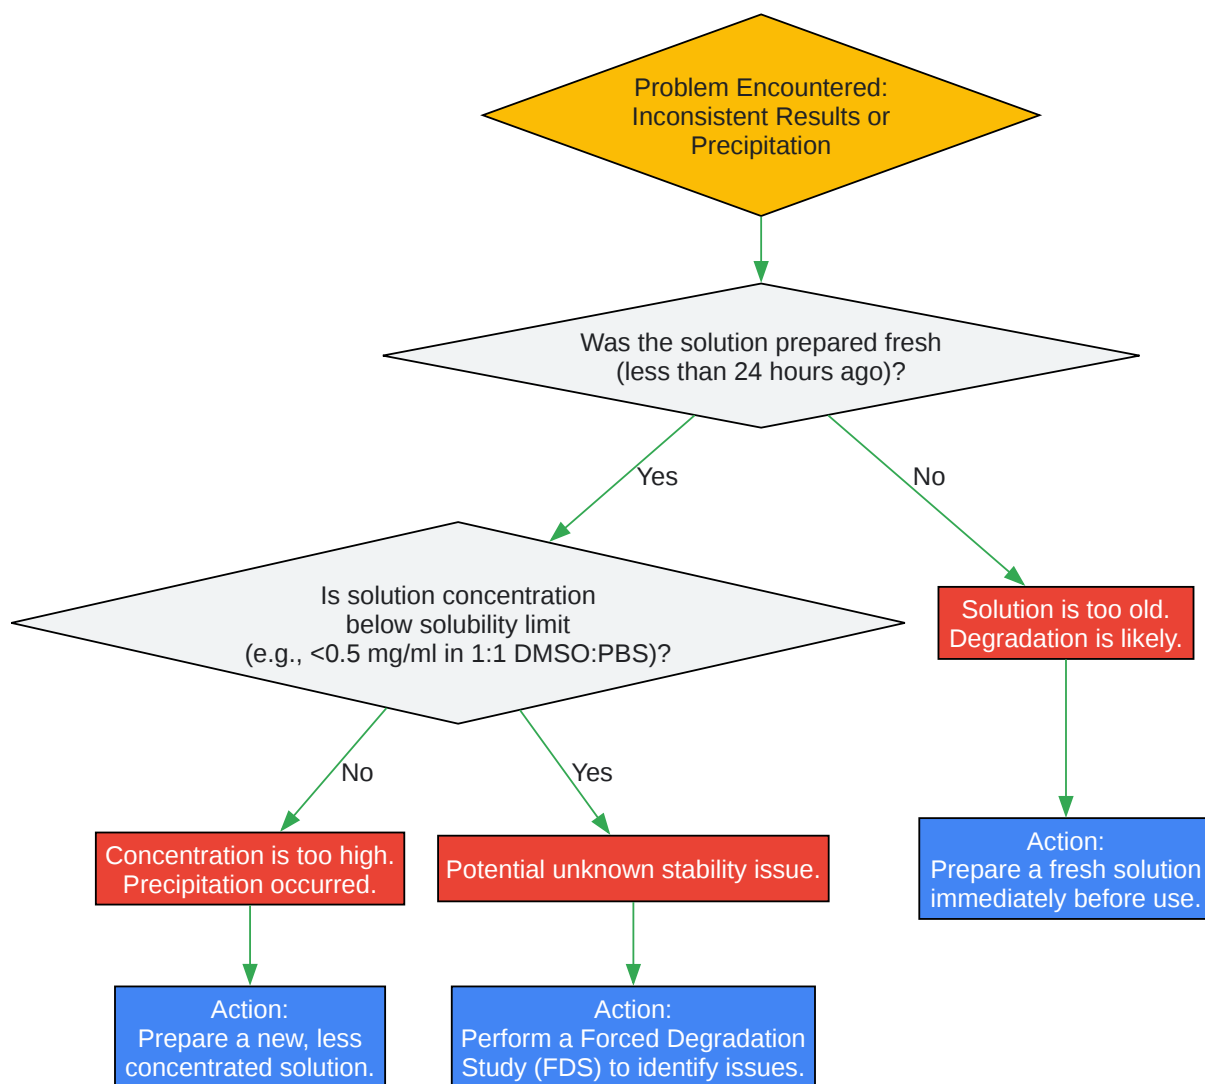 Problem Encountered:
Inconsistent Results or
Precipitation
Was the solution prepared fresh
(less than 24 hours ago)?
Yes
No
Is solution concentration
below solubility limit
(e.g., <0.5 mg/ml in 1:1 DMSO:PBS)?
Solution is too old.
Degradation is likely.
No
Yes
Concentration is too high.
Precipitation occurred.
Potential unknown stability issue.
Action:
Prepare a fresh solution
immediately before use.
Action:
Prepare a new, less
concentrated solution.
Action:
Perform a Forced Degradation
Study (FDS) to identify issues.